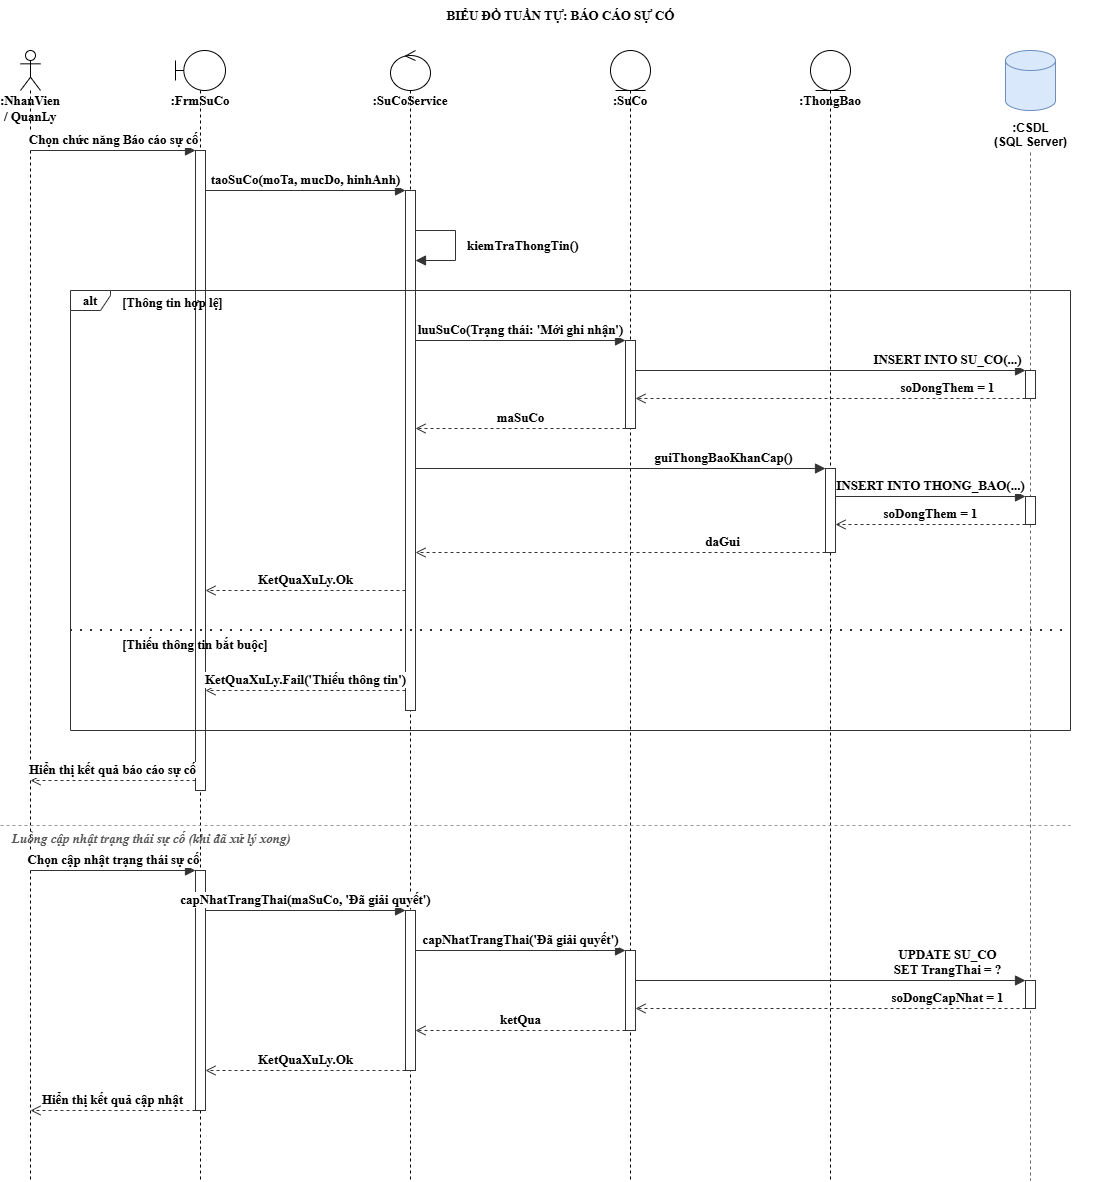 BIỂU ĐỒ TUẦN TỰ: BÁO CÁO SỰ CỐ
:NhanVien
/ QuanLy
:FrmSuCo
:SuCoService
:SuCo
:ThongBao
:CSDL
(SQL Server)
Chọn chức năng Báo cáo sự cố
taoSuCo(moTa, mucDo, hinhAnh)
kiemTraThongTin()
alt
[Thông tin hợp lệ]
luuSuCo(Trạng thái: 'Mới ghi nhận')
INSERT INTO SU_CO(...)
soDongThem = 1
maSuCo
guiThongBaoKhanCap()
INSERT INTO THONG_BAO(...)
soDongThem = 1
daGui
KetQuaXuLy.Ok
[Thiếu thông tin bắt buộc]
KetQuaXuLy.Fail('Thiếu thông tin')
Hiển thị kết quả báo cáo sự cố
Luồng cập nhật trạng thái sự cố (khi đã xử lý xong)
Chọn cập nhật trạng thái sự cố
capNhatTrangThai(maSuCo, 'Đã giải quyết')
capNhatTrangThai('Đã giải quyết')
UPDATE SU_CO
SET TrangThai = ?
soDongCapNhat = 1
ketQua
KetQuaXuLy.Ok
Hiển thị kết quả cập nhật